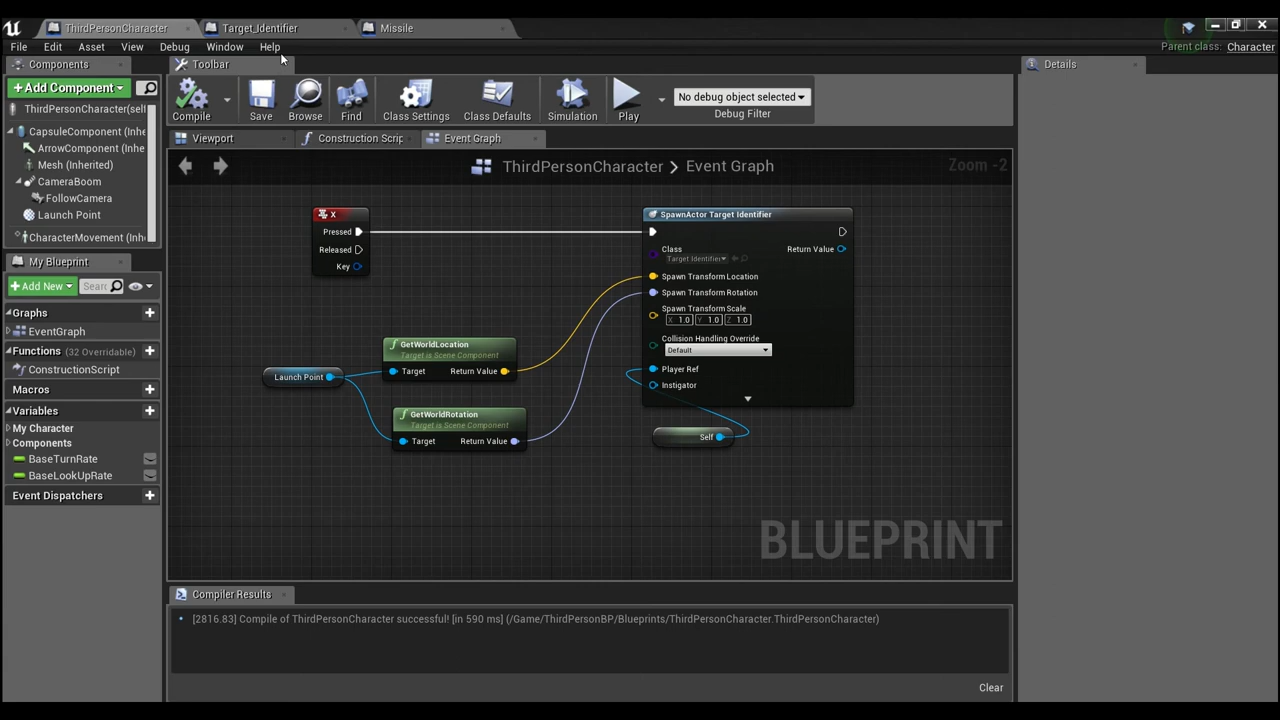 ThirdPersonCharacter
Target_Identifier
Missile
File Edit Asset View Debug Window Help
Parent class: Character
Components
+ Add Component
ThirdPersonCharacter(self
CapsuleComponent (Inhe
ArrowComponent (Inhe
Mesh (Inherited)
CameraBoom
FollowCamera
Launch Point
CharacterMovement (Inhe
My Blueprint
Add New
Searc
Graphs
EventGraph
Functions (32 Overridable)
ConstructionScript
Macros
Variables
My Character
Components
BaseTurnRate
BaseLookUpRate
Event Dispatchers
Toolbar
Compile
Save
Browse
Find
Class Settings
Class Defaults
Simulation
Play
No debug object selected
Debug Filter
Viewport
Construction Scrip
Event Graph
ThirdPersonCharacter > Event Graph
Zoom -2
X
Pressed
Released
Key
SpawnActor Target Identifier
Class
Return Value
Target Identifier
Spawn Transform Location
Spawn Transform Rotation
Spawn Transform Scale
X 1.0 Y 1.0 Z 1.0
Collision Handling Override
Default
Player Ref
Instigator
GetWorldLocation
Target is Scene Component
Target Return Value
Launch Point
GetWorldRotation
Target is Scene Component
Target Return Value
Self
BLUEPRINT
Compiler Results
[2816.83] Compile of ThirdPersonCharacter successful! [in 590 ms] (/Game/ThirdPersonBP/Blueprints/ThirdPersonCharacter.ThirdPersonCharacter)
Clear
Details